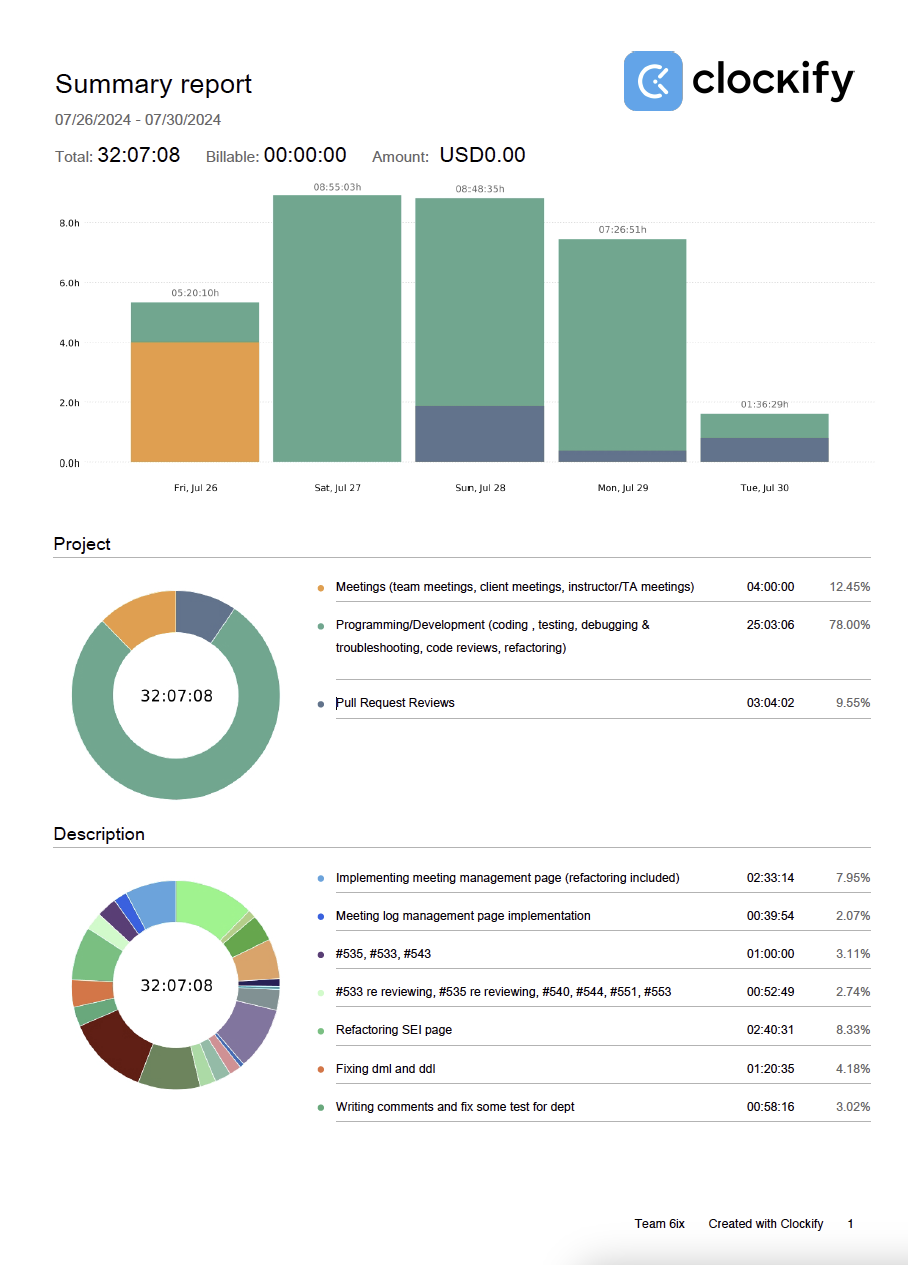 Summary report
clockify
07/26/2024 - 07/30/2024
Total: 32:07:08 Billable: 00:00:00 Amount: USD0.00
08:55:03h
08:48:35h
8.0h
07:26:51h
6.0h
05:20:10h
4.0h
2.0h
01:36:29h
0.0h
Fri, Jul 26 Sat, Jul 27 Sun, Jul 28 Mon, Jul 29 Tue, Jul 30
Project
Meetings (team meetings, client meetings, instructor/TA meetings) 04:00:00 12.45%
Programming/Development (coding , testing, debugging & 25:03:06 78.00%
troubleshooting, code reviews, refactoring)
32:07:08
Pull Request Reviews 03:04:02 9.55%
Description
Implementing meeting management page (refactoring included) 02:33:14 7.95%
Meeting log management page implementation 00:39:54 2.07%
#535, #533, #543 01:00:00 3.11%
32:07:08
#533 re reviewing, #535 re reviewing, #540, #544, #551, #553 00:52:49 2.74%
Refactoring SEI page 02:40:31 8.33%
Fixing dml and ddl 01:20:35 4.18%
Writing comments and fix some test for dept 00:58:16 3.02%
Team 6ix Created with Clockify 1